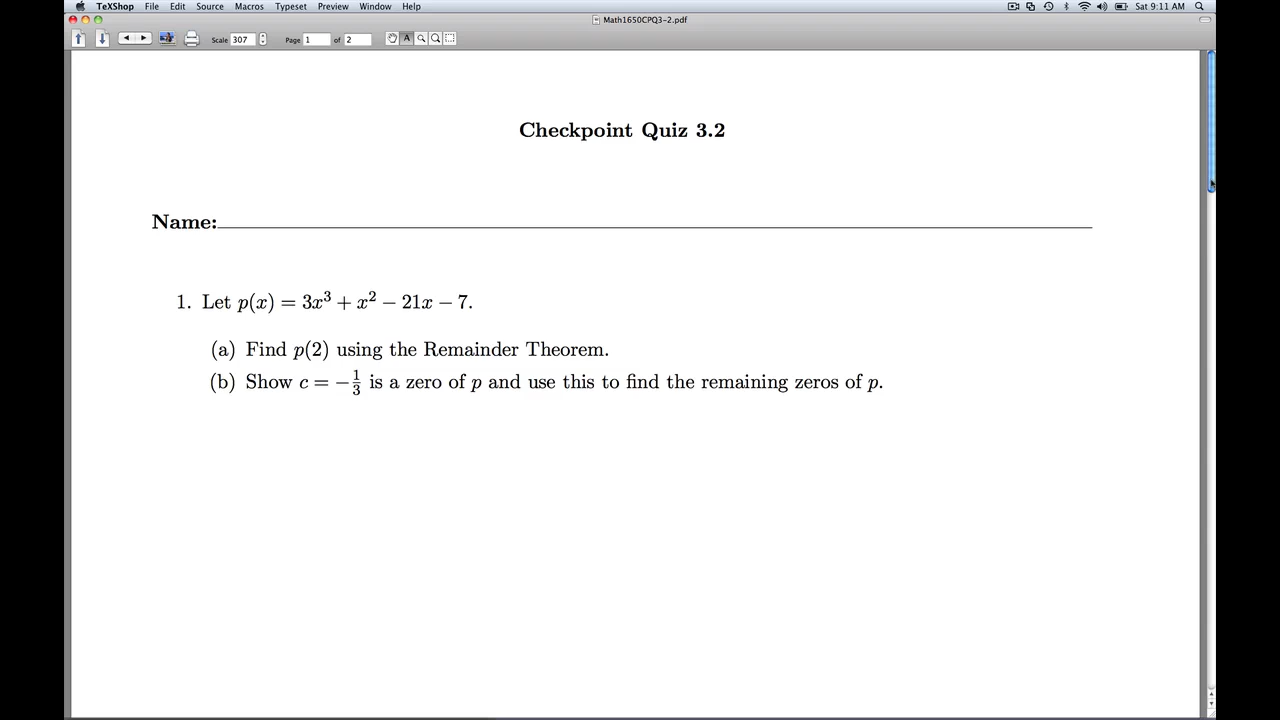 TeXShop File Edit Source Macros Typeset Preview Window Help Sat 9:11 AM
Math1650CPQ3-2.pdf
Scale 307 Page 1 of 2 A
Checkpoint Quiz 3.2
Name:
1. Let p(x) = 3x³ + x² − 21x − 7.
(a) Find p(2) using the Remainder Theorem.
(b) Show c = −1/3 is a zero of p and use this to find the remaining zeros of p.